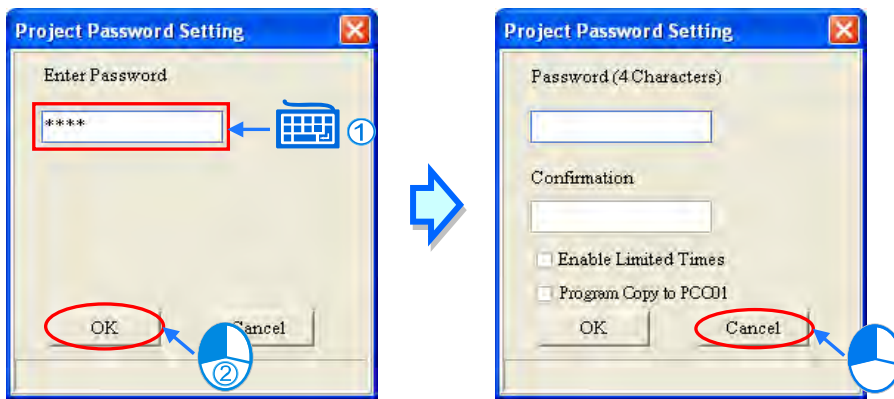 Project Password Setting
Enter Password
****
①
OK
Cancel
②
Project Password Setting
Password (4 Characters)
Confirmation
Enable Limited Times
Program Copy to PCC01
OK
Cancel